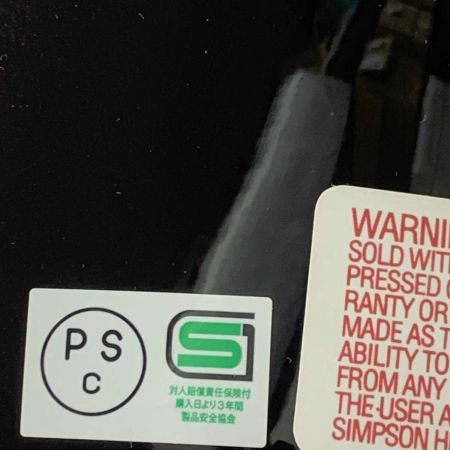 P S
C
SG
対人賠償責任保険付
購入日より3年間
製品安全協会
WARNI
SOLD WIT
PRESSED
RANTY OR
MADE AS T
ABILITY TO
FROM ANY
THE USER A
SIMPSON H